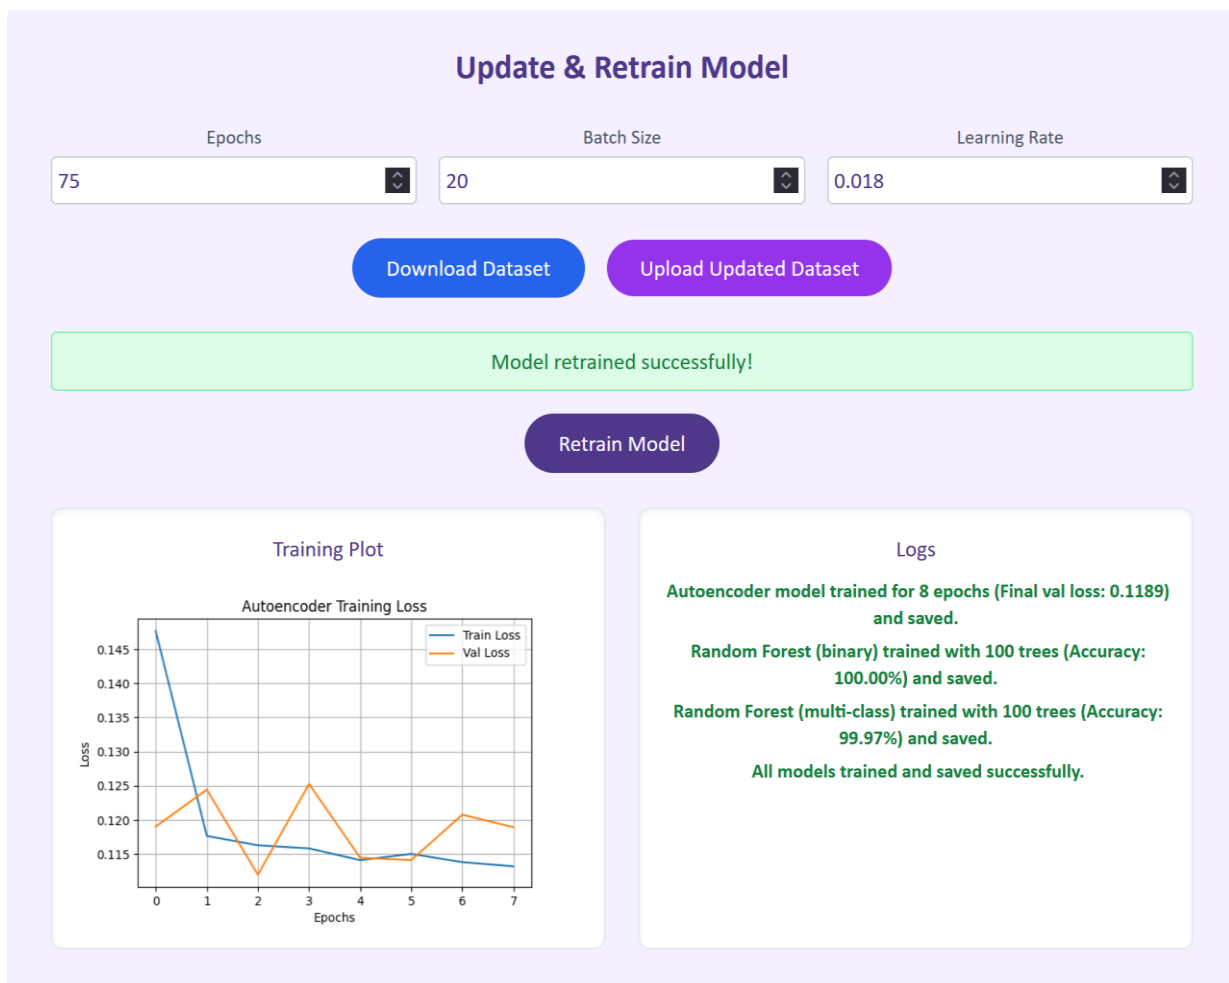 Update & Retrain Model
Epochs
Batch Size
Learning Rate
75
20
0.018
Download Dataset
Upload Updated Dataset
Model retrained successfully!
Retrain Model
Training Plot
Autoencoder Training Loss
Train Loss
Val Loss
0.145
0.140
0.135
0.130
0.125
0.120
0.115
Loss
0 1 2 3 4 5 6 7
Epochs
Logs
Autoencoder model trained for 8 epochs (Final val loss: 0.1189)
and saved.
Random Forest (binary) trained with 100 trees (Accuracy:
100.00%) and saved.
Random Forest (multi-class) trained with 100 trees (Accuracy:
99.97%) and saved.
All models trained and saved successfully.